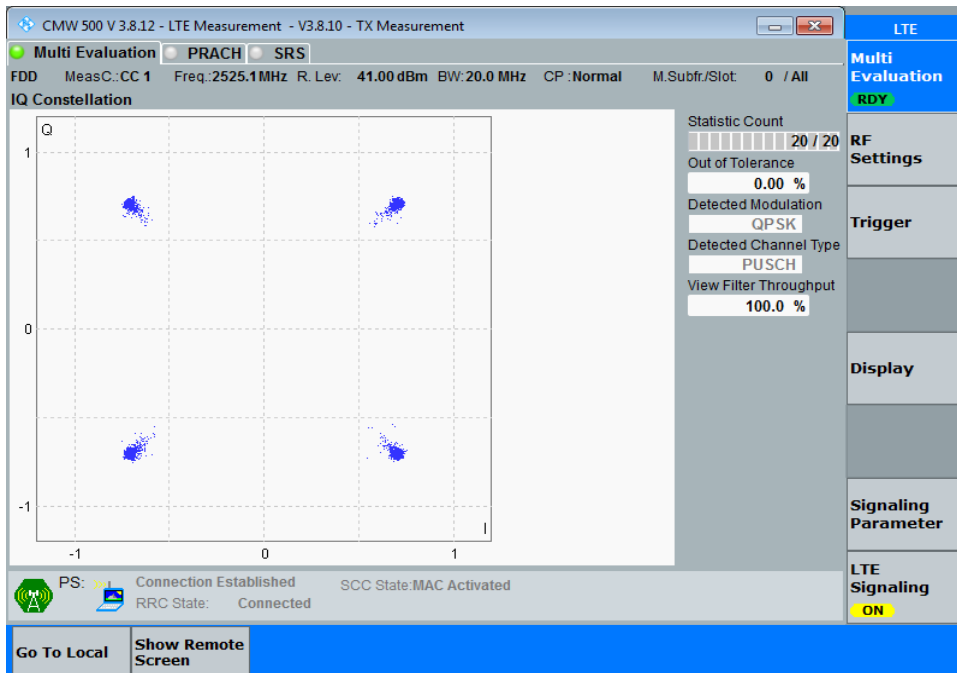 CMW 500 V 3.8.12 - LTE Measurement - V3.8.10 - TX Measurement
LTE
Multi Evaluation PRACH SRS
FDD MeasC.:CC 1 Freq.:2525.1 MHz R. Lev: 41.00 dBm BW:20.0 MHz CP :Normal M.Subfr./Slot: 0 / All
IQ Constellation
Q
1
0
-1
-1 0 1
I
Statistic Count
20 / 20
Out of Tolerance
0.00 %
Detected Modulation
QPSK
Detected Channel Type
PUSCH
View Filter Throughput
100.0 %
Multi
Evaluation
RDY
RF
Settings
Trigger
Display
Signaling
Parameter
LTE
Signaling
ON
PS: Connection Established SCC State:MAC Activated
RRC State: Connected
Go To Local
Show Remote
Screen